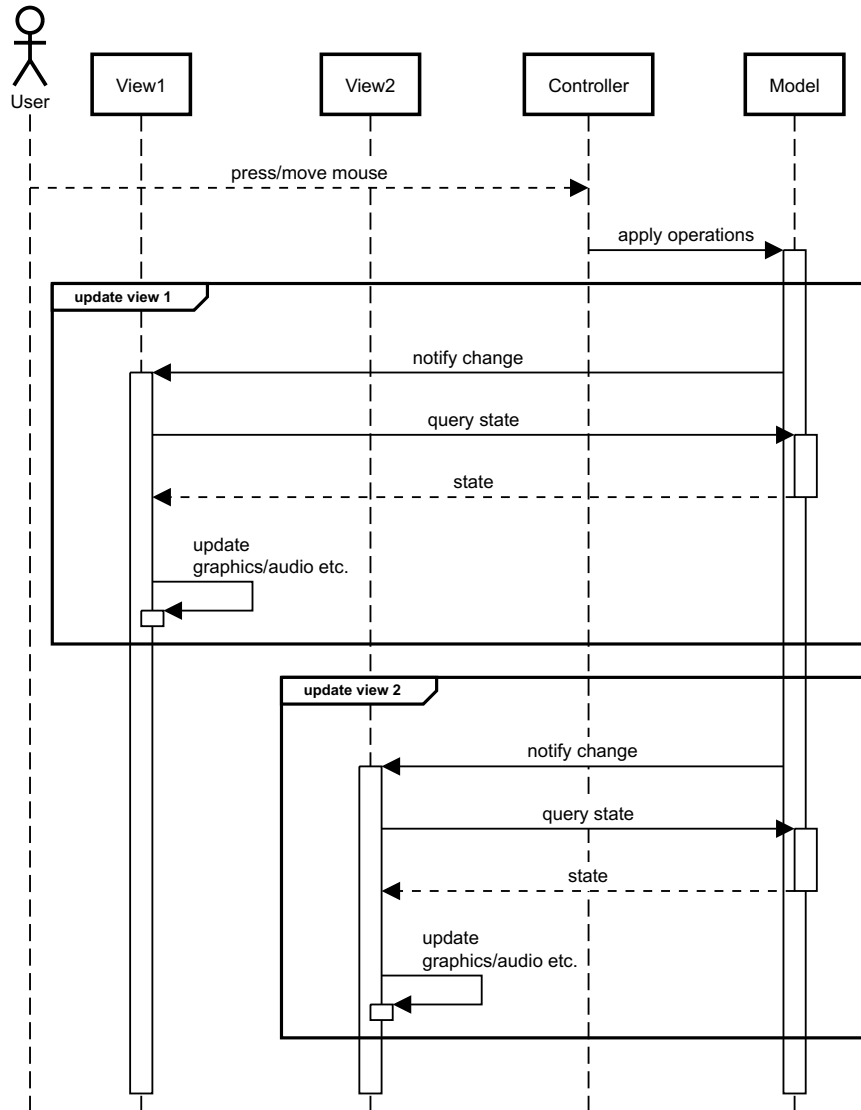 User
View1
View2
Controller
Model
press/move mouse
apply operations
update view 1
notify change
query state
state
update
graphics/audio etc.
update view 2
notify change
query state
state
update
graphics/audio etc.